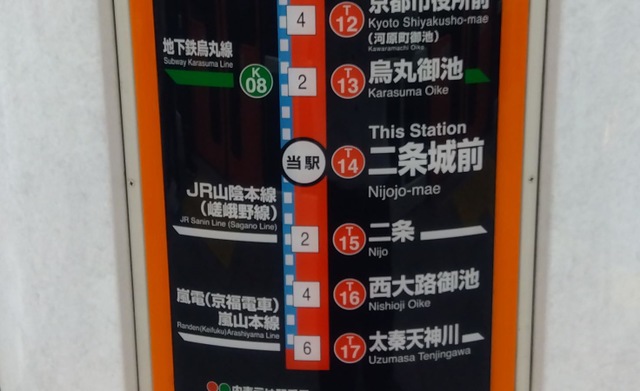 4
T
12
京都市役所前
Kyoto Shiyakusho-mae
(河原町御池)
Kawaramachi Oike
地下鉄烏丸線
Subway Karasuma Line
K
08
2
T
13
烏丸御池
Karasuma Oike
This Station
当駅
T
14
二条城前
Nijojo-mae
JR山陰本線
(嵯峨野線)
JR Sanin Line (Sagano Line)
2
T
15
二条
Nijo
嵐電(京福電車)
嵐山本線
Randen(Keifuku)Arashiyama Line
4
T
16
西大路御池
Nishioji Oike
6
T
17
太秦天神川
Uzumasa Tenjingawa